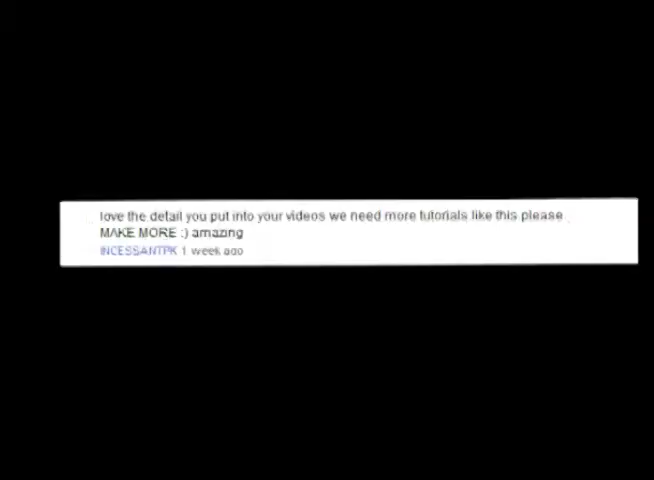 love the detail you put into your videos we need more tutorials like this please
MAKE MORE :) amazing
INCESSANTPK 1 week ago